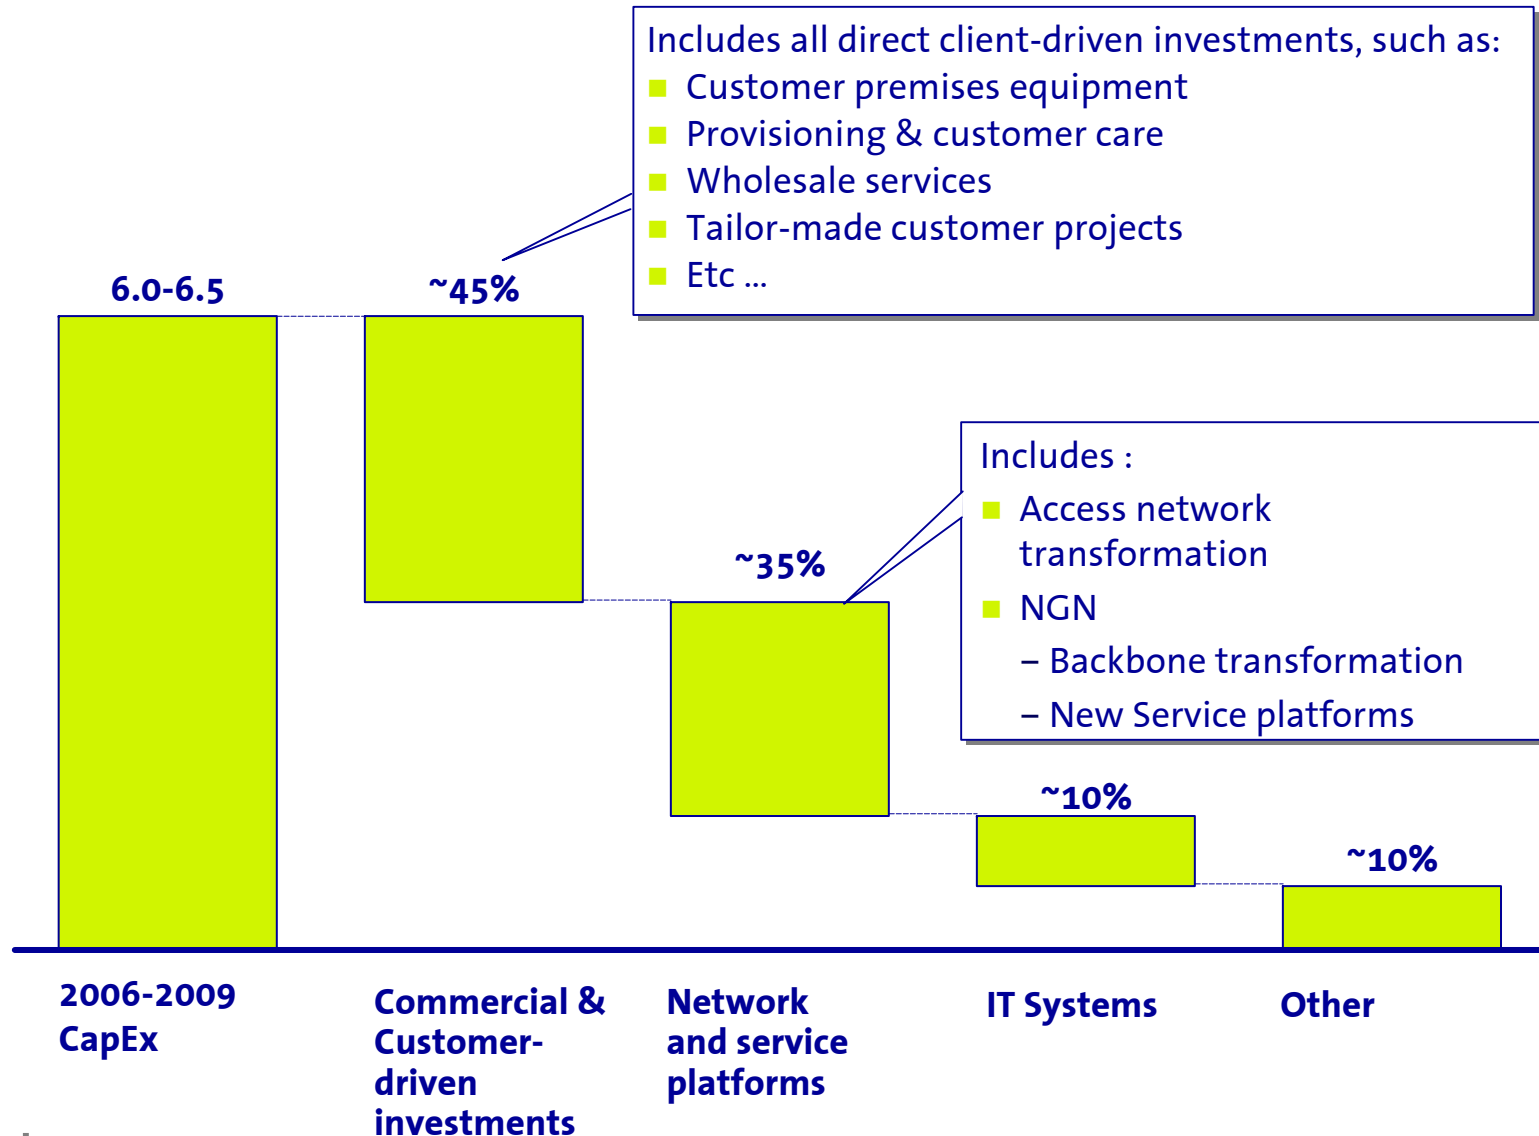 Includes all direct client-driven investments, such as:
Customer premises equipment
Provisioning & customer care
Wholesale services
Tailor-made customer projects
Etc ...
6.0-6.5
~45%
Includes :
Access network
transformation
NGN
– Backbone transformation
– New Service platforms
~35%
~10%
~10%
2006-2009
CapEx
Commercial &
Customer-
driven
investments
Network
and service
platforms
IT Systems
Other